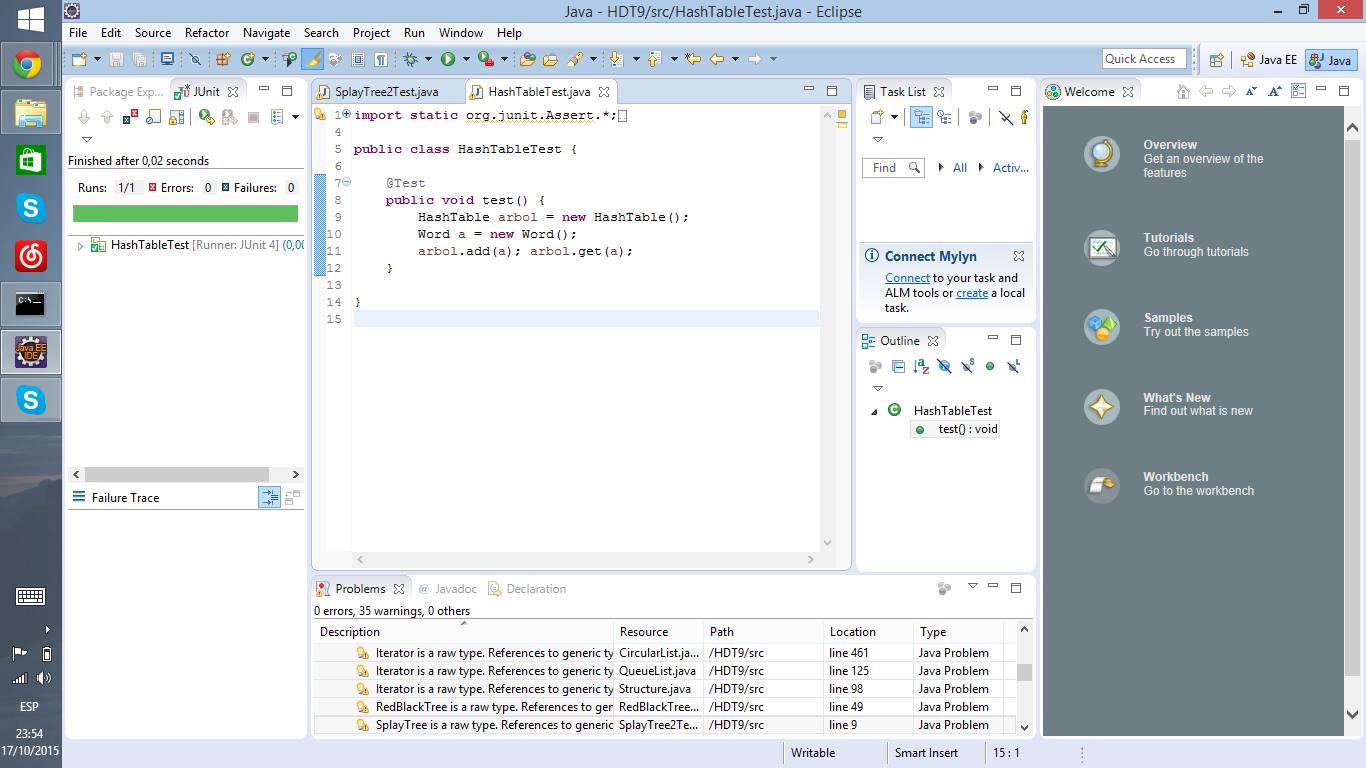 Java - HDT9/src/HashTableTest.java - Eclipse
File Edit Source Refactor Navigate Search Project Run Window Help
Quick Access
Java EE
Java
Package Exp...
JUnit
Finished after 0,02 seconds
Runs: 1/1 Errors: 0 Failures: 0
HashTableTest [Runner: JUnit 4] (0,00
Failure Trace
SplayTree2Test.java
HashTableTest.java
1 import static org.junit.Assert.*;
4
5 public class HashTableTest {
6
7 @Test
8 public void test() {
9 HashTable arbol = new HashTable();
10 Word a = new Word();
11 arbol.add(a); arbol.get(a);
12 }
13
14 }
15
Task List
Find
All
Activ...
Connect Mylyn
Connect to your task and
ALM tools or create a local
task.
Outline
HashTableTest
test() : void
Welcome
Overview
Get an overview of the
features
Tutorials
Go through tutorials
Samples
Try out the samples
What's New
Find out what is new
Workbench
Go to the workbench
Problems
@ Javadoc
Declaration
0 errors, 35 warnings, 0 others
Description Resource Path Location Type
Iterator is a raw type. References to generic ty CircularList.ja... /HDT9/src line 461 Java Problem
Iterator is a raw type. References to generic ty QueueList.java /HDT9/src line 125 Java Problem
Iterator is a raw type. References to generic ty Structure.java /HDT9/src line 98 Java Problem
RedBlackTree is a raw type. References to gen RedBlackTree... /HDT9/src line 49 Java Problem
SplayTree is a raw type. References to generic SplayTree2Te... /HDT9/src line 9 Java Problem
Writable
Smart Insert
15 : 1
C:\.
Java EE
IDE
ESP
23:54
17/10/2015